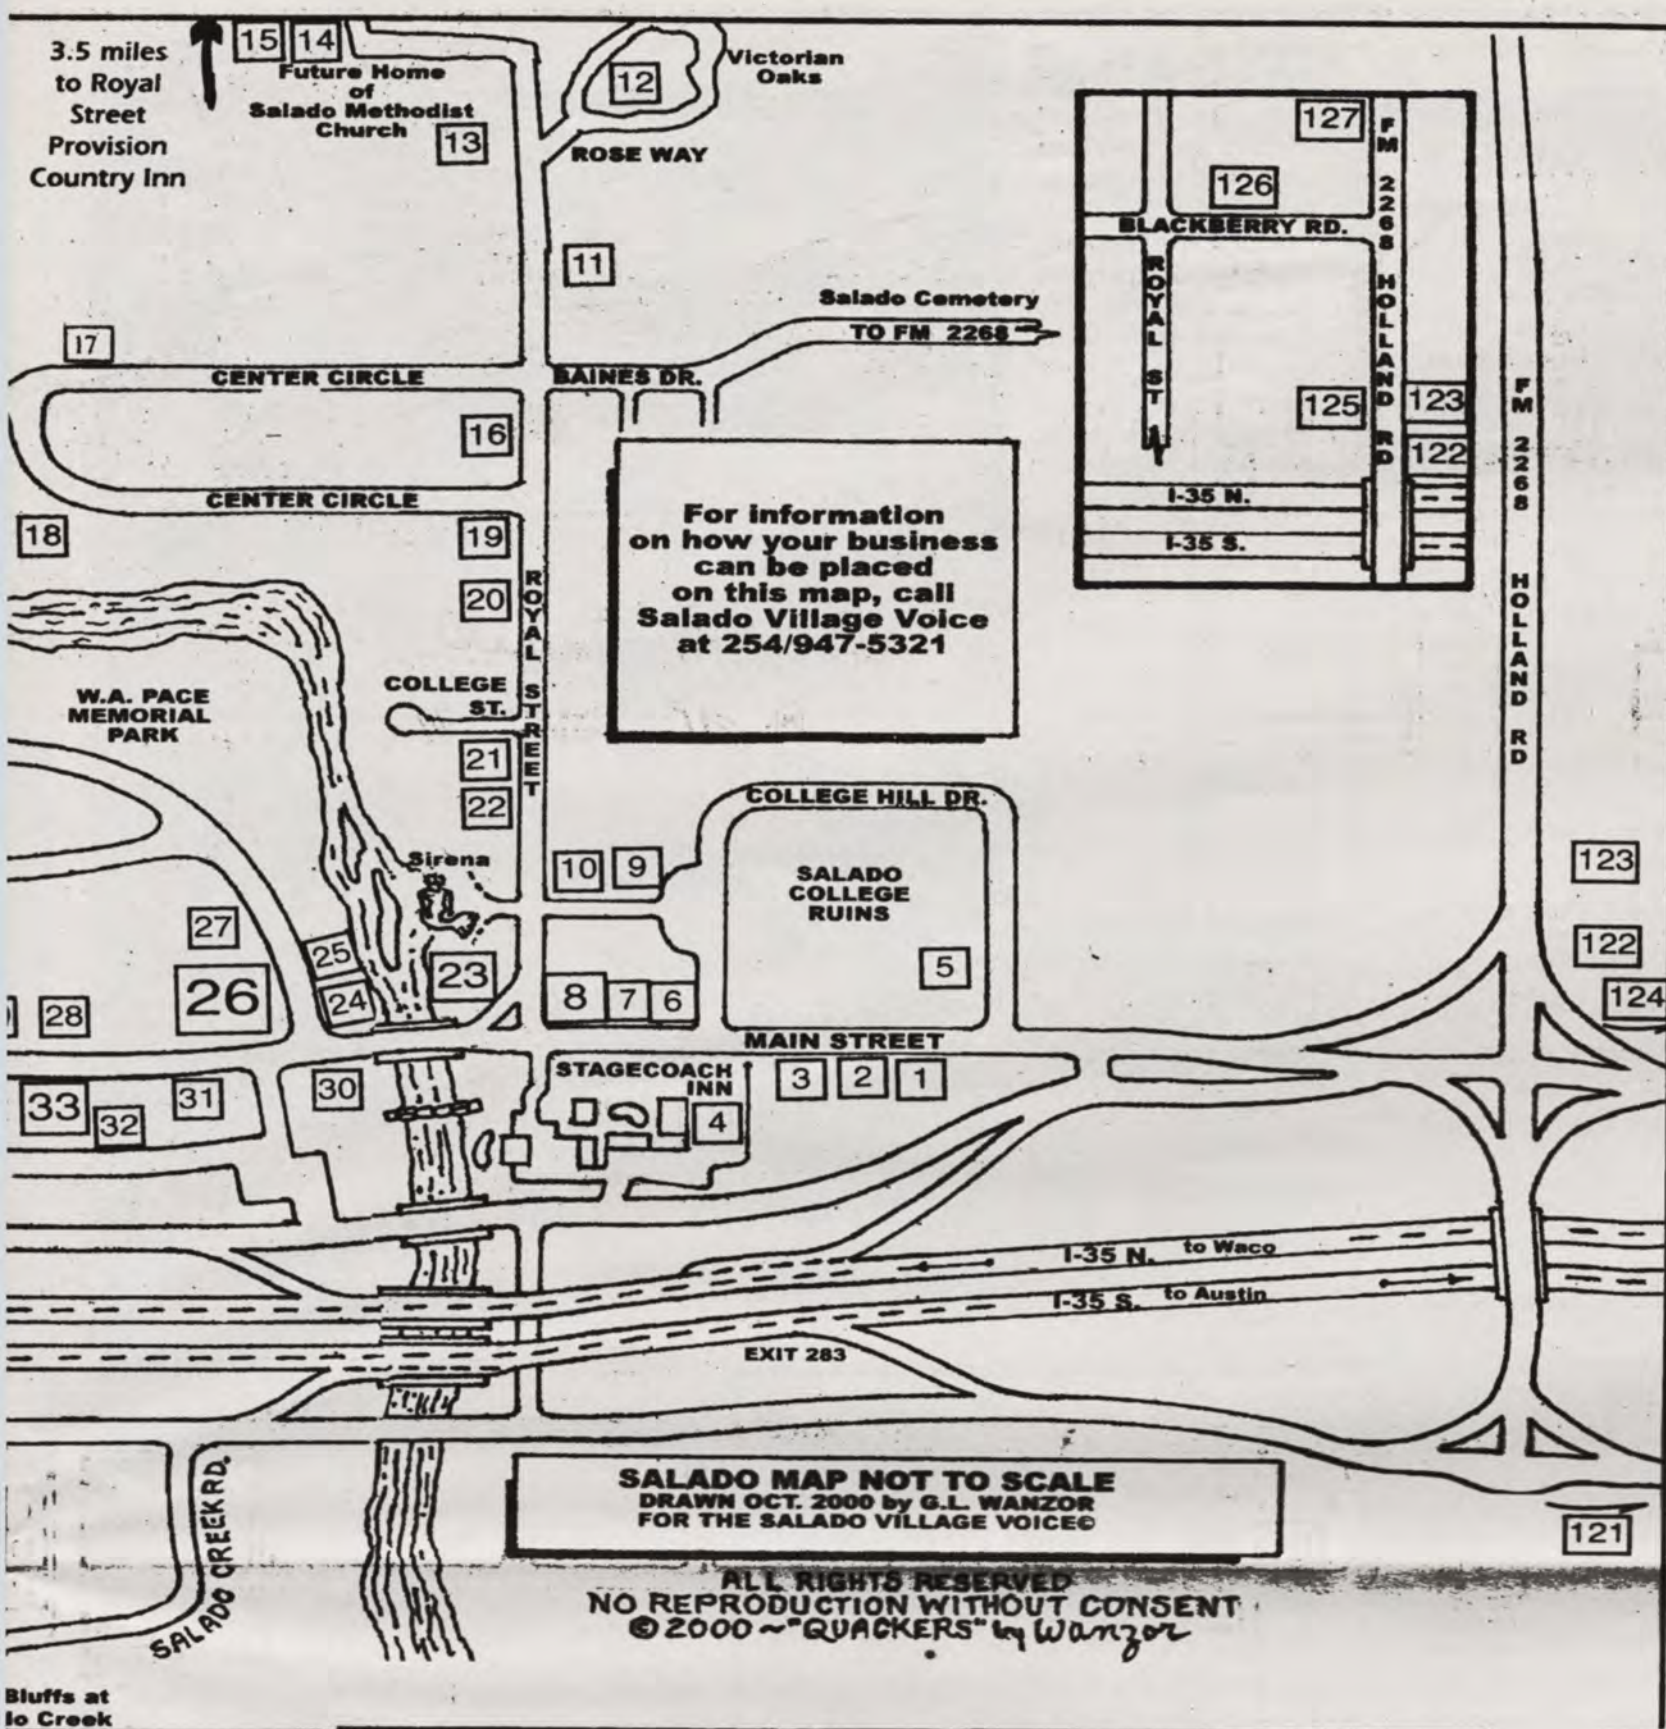 3.5 miles
to Royal
Street
Provision
Country Inn
15
14
Future Home
of
Salado Methodist
Church
13
12
Victorian
Oaks
ROSE WAY
11
Salado Cemetery
TO FM 2268
17
CENTER CIRCLE
BAINES DR.
16
CENTER CIRCLE
18
19
20
ROYAL STREET
COLLEGE
ST.
21
22
W.A. PACE
MEMORIAL
PARK
For information
on how your business
can be placed
on this map, call
Salado Village Voice
at 254/947-5321
127
126
FM 2268 HOLLAND RD
BLACKBERRY RD.
ROYAL ST
125
123
122
I-35 N.
I-35 S.
FM 2268 HOLLAND RD
COLLEGE HILL DR.
SALADO
COLLEGE
RUINS
5
Sirena
10
9
27
25
26
24
23
8
7
6
28
123
122
124
MAIN STREET
STAGECOACH
INN
3
2
1
4
33
32
31
30
I-35 N. to Waco
I-35 S. to Austin
EXIT 283
SALADO CREEK RD.
SALADO MAP NOT TO SCALE
DRAWN OCT. 2000 by G.L. WANZOR
FOR THE SALADO VILLAGE VOICE©
121
ALL RIGHTS RESERVED
NO REPRODUCTION WITHOUT CONSENT
©2000~"QUACKERS" by Wanzor
Bluffs at
lo Creek